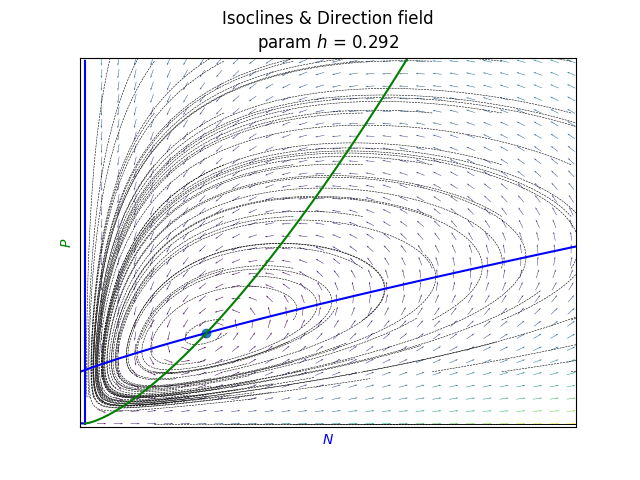 Isoclines & Direction field
param h = 0.292
P
N